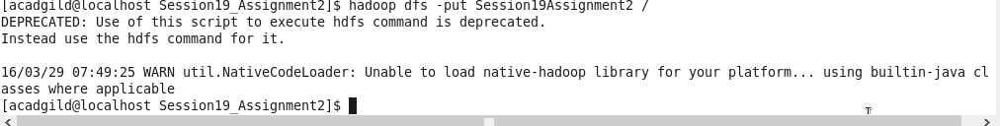 [acadgild@localhost Session19_Assignment2]$ hadoop dfs -put Session19Assignment2 /
DEPRECATED: Use of this script to execute hdfs command is deprecated.
Instead use the hdfs command for it.
16/03/29 07:49:25 WARN util.NativeCodeLoader: Unable to load native-hadoop library for your platform... using builtin-java cl
asses where applicable
[acadgild@localhost Session19_Assignment2]$